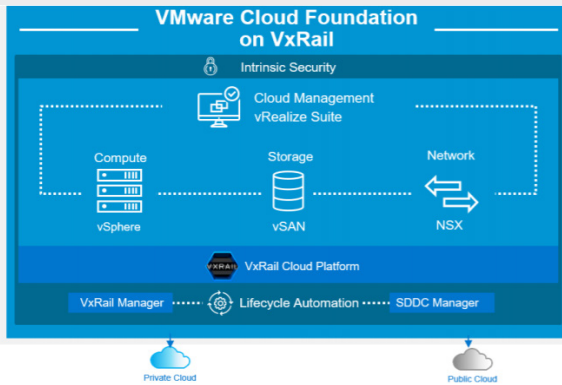 VMware Cloud Foundation
on VxRail
Intrinsic Security
Cloud Management
vRealize Suite
Compute
Storage
Network
vSphere
vSAN
NSX
VXRAIL
VxRail Cloud Platform
VxRail Manager
Lifecycle Automation
SDDC Manager
Private Cloud
Public Cloud